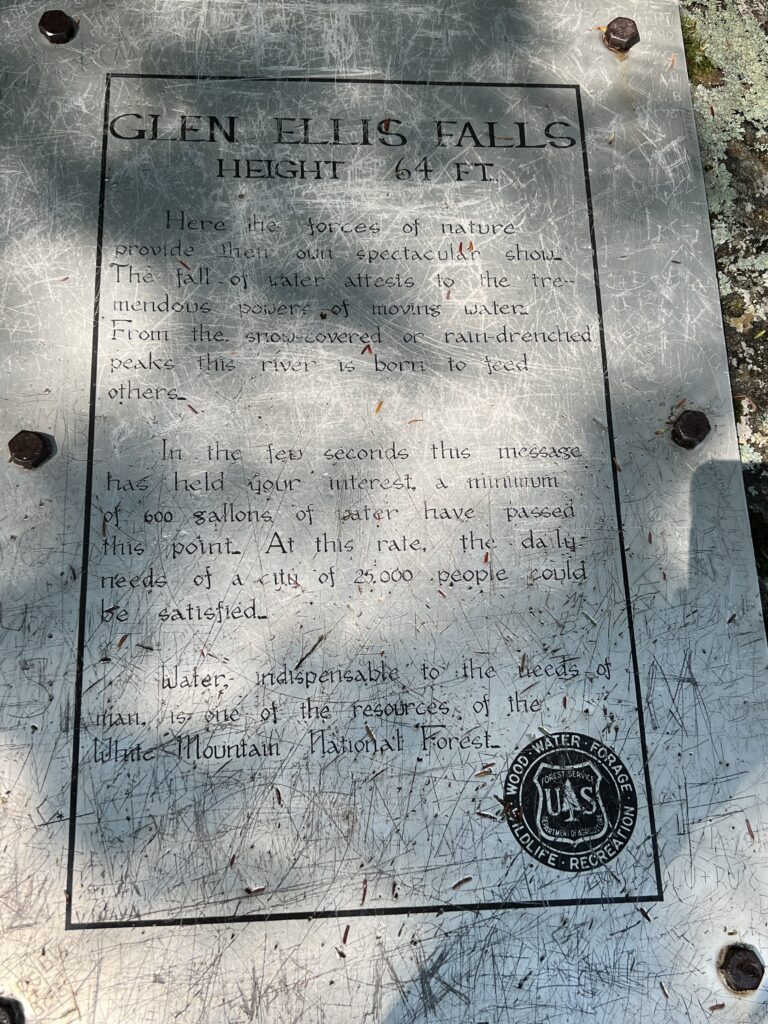 GLEN ELLIS FALLS
HEIGHT 64 FT.
Here the forces of nature
provide their own spectacular show.
The fall of water attests to the tre-
mendous powers of moving water.
From the snow-covered or rain-drenched
peaks this river is born to feed
others.
In the few seconds this message
has held your interest, a minimum
of 600 gallons of water have passed
this point. At this rate, the daily
needs of a city of 25,000 people could
be satisfied.
Water, indispensable to the needs of
man, is one of the resources of the
White Mountain National Forest.
WOOD · WATER · FORAGE
WILDLIFE · RECREATION
FOREST SERVICE
U S
DEPARTMENT OF AGRICULTURE